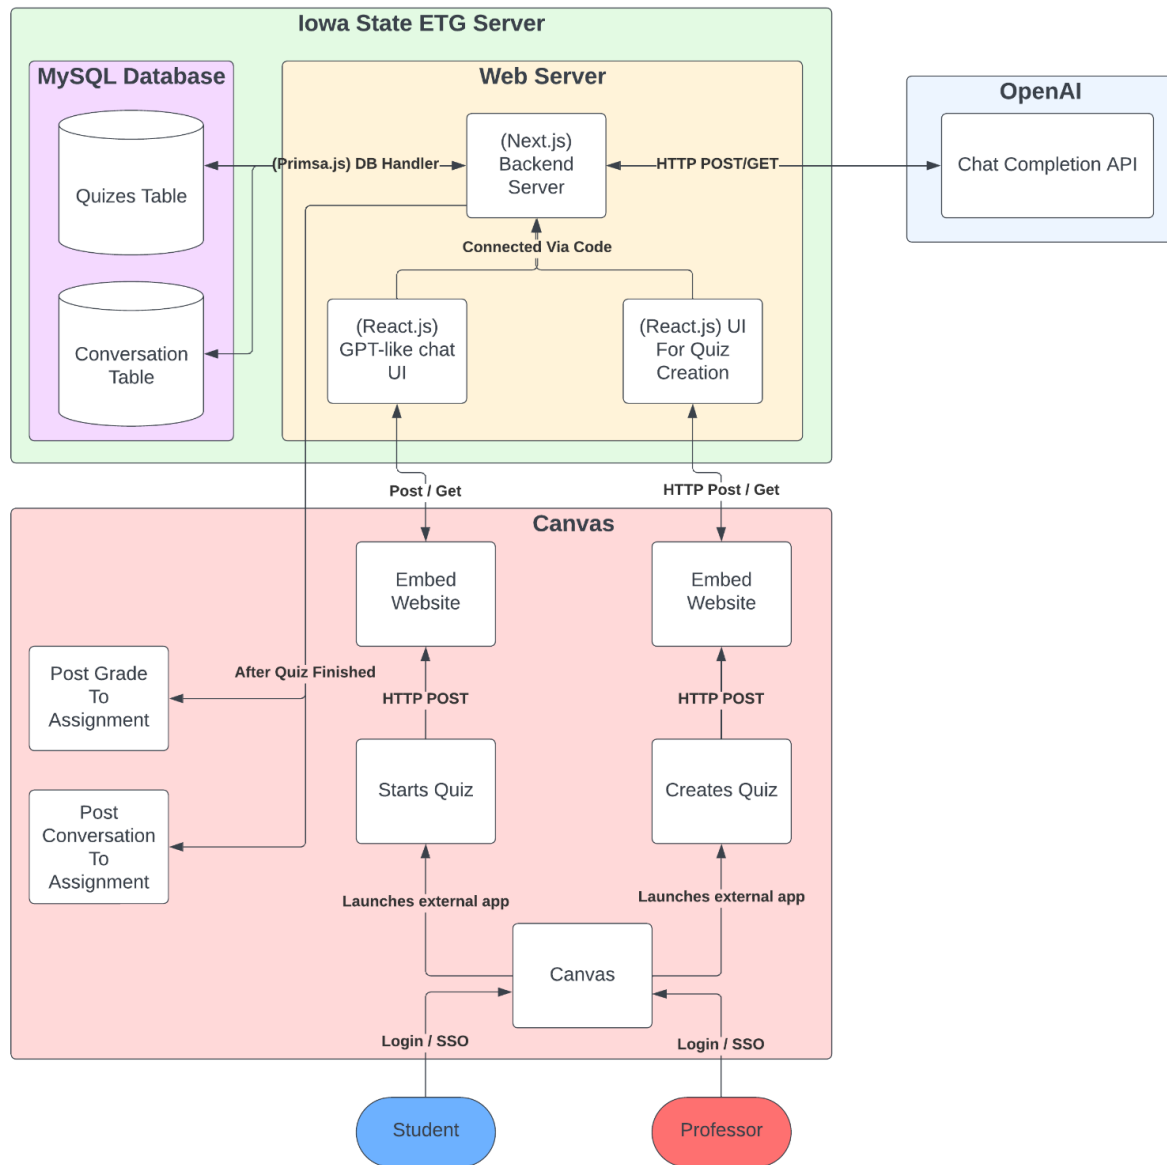 Iowa State ETG Server
MySQL Database
Web Server
OpenAI
Quizes Table
(Primsa.js) DB Handler
(Next.js)
Backend
Server
HTTP POST/GET
Chat Completion API
Connected Via Code
Conversation
Table
(React.js)
GPT-like chat
UI
(React.js) UI
For Quiz
Creation
Post / Get
HTTP Post / Get
Canvas
Embed
Website
Embed
Website
Post Grade
To
Assignment
After Quiz Finished
HTTP POST
HTTP POST
Starts Quiz
Creates Quiz
Post
Conversation
To
Assignment
Launches external app
Launches external app
Canvas
Login / SSO
Login / SSO
Student
Professor